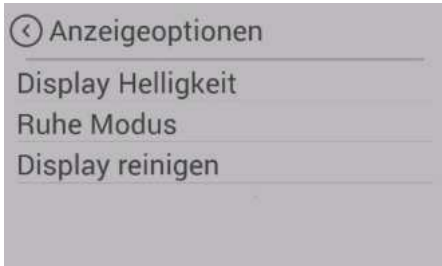 Anzeigeoptionen
Display Helligkeit
Ruhe Modus
Display reinigen